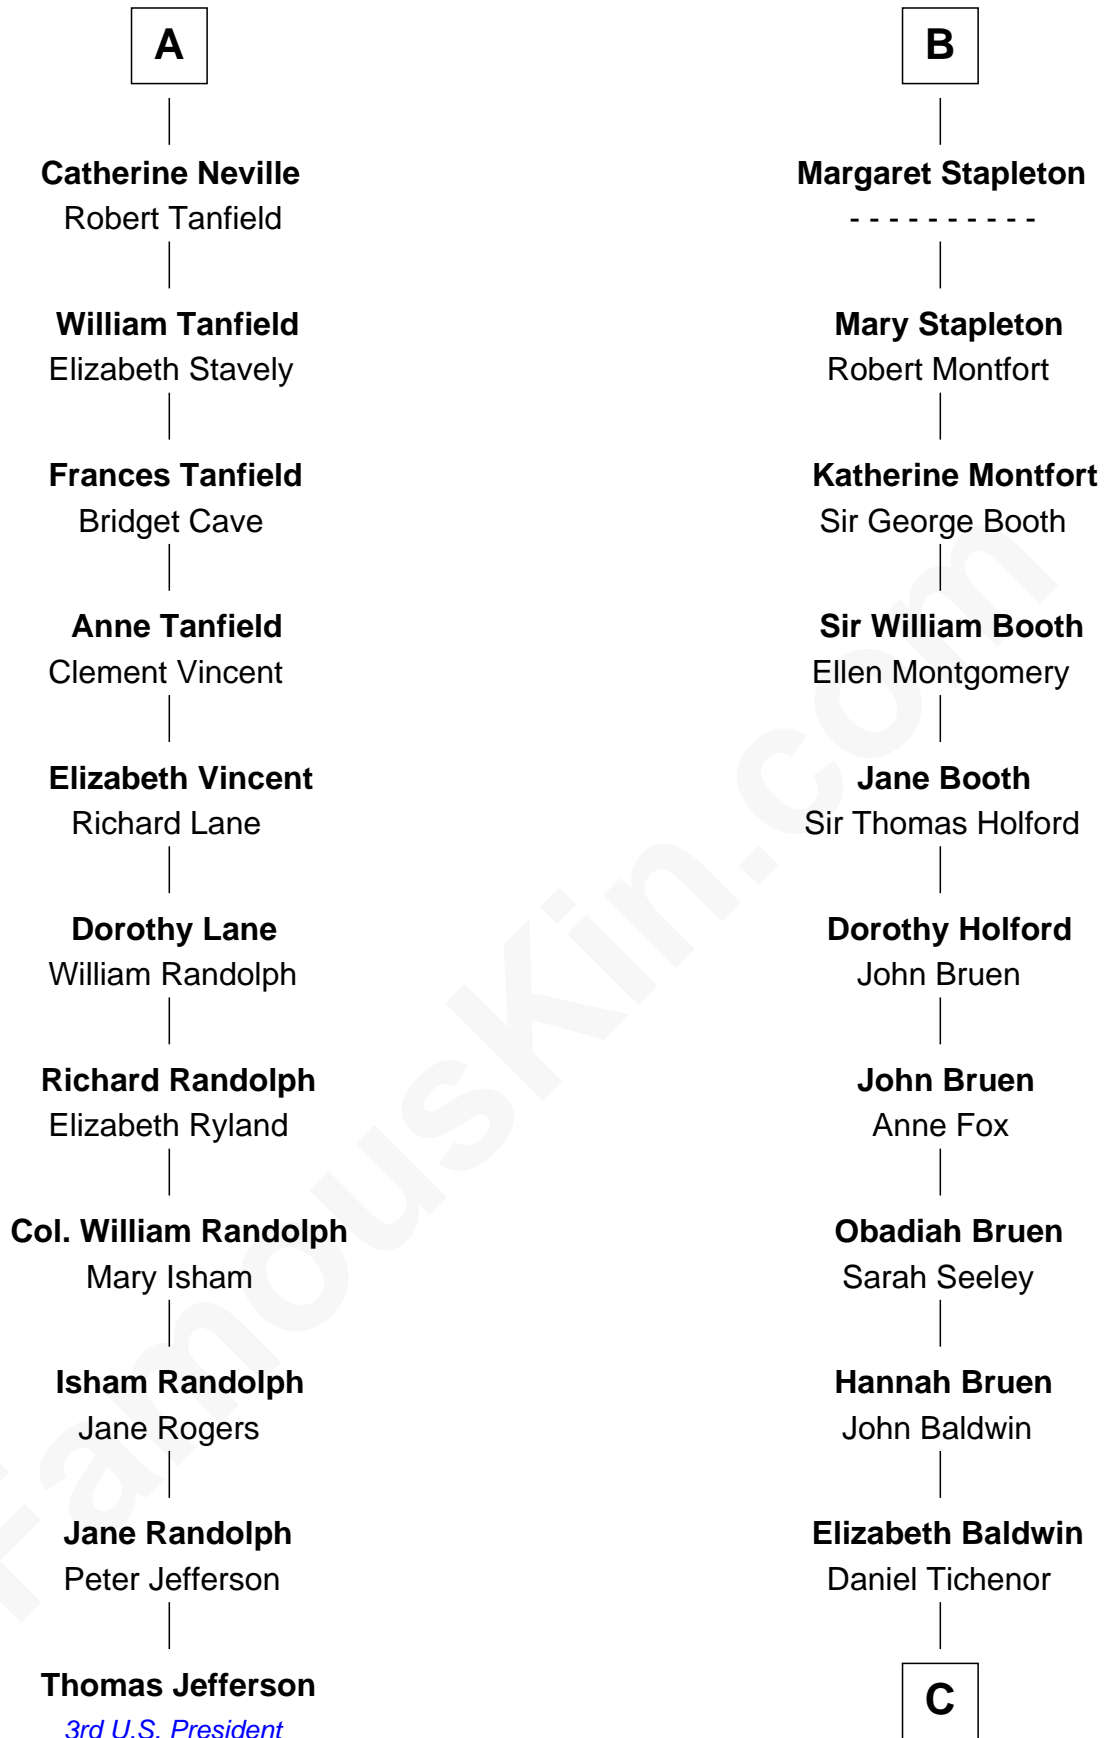 A
Catherine Neville
Robert Tanfield
William Tanfield
Elizabeth Stavely
Frances Tanfield
Bridget Cave
Anne Tanfield
Clement Vincent
Elizabeth Vincent
Richard Lane
Dorothy Lane
William Randolph
Richard Randolph
Elizabeth Ryland
Col. William Randolph
Mary Isham
Isham Randolph
Jane Rogers
Jane Randolph
Peter Jefferson
Thomas Jefferson
3rd U.S. President
B
Margaret Stapleton
- - - - - - - - - -
Mary Stapleton
Robert Montfort
Katherine Montfort
Sir George Booth
Sir William Booth
Ellen Montgomery
Jane Booth
Sir Thomas Holford
Dorothy Holford
John Bruen
John Bruen
Anne Fox
Obadiah Bruen
Sarah Seeley
Hannah Bruen
John Baldwin
Elizabeth Baldwin
Daniel Tichenor
C
FamousKin.com